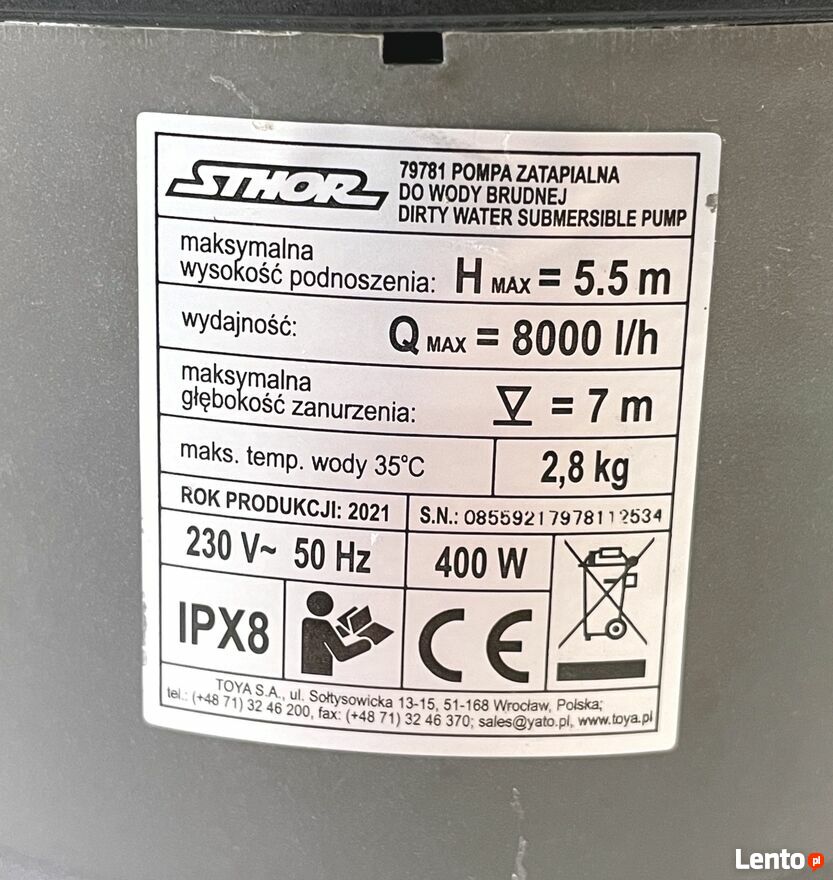 STHOR
79781 POMPA ZATAPIALNA
DO WODY BRUDNEJ
DIRTY WATER SUBMERSIBLE PUMP
maksymalna
wysokość podnoszenia: H MAX = 5.5 m
wydajność: Q MAX = 8000 l/h
maksymalna
głębokość zanurzenia: = 7 m
maks. temp. wody 35°C
2,8 kg
ROK PRODUKCJI: 2021
S.N.: 08559217978112534
230 V~ 50 Hz
400 W
IPX8
CE
TOYA S.A., ul. Sołtysowicka 13-15, 51-168 Wrocław, Polska;
tel.: (+48 71) 32 46 200, fax: (+48 71) 32 46 370; sales@yato.pl, www.toya.pl
Lento.pl